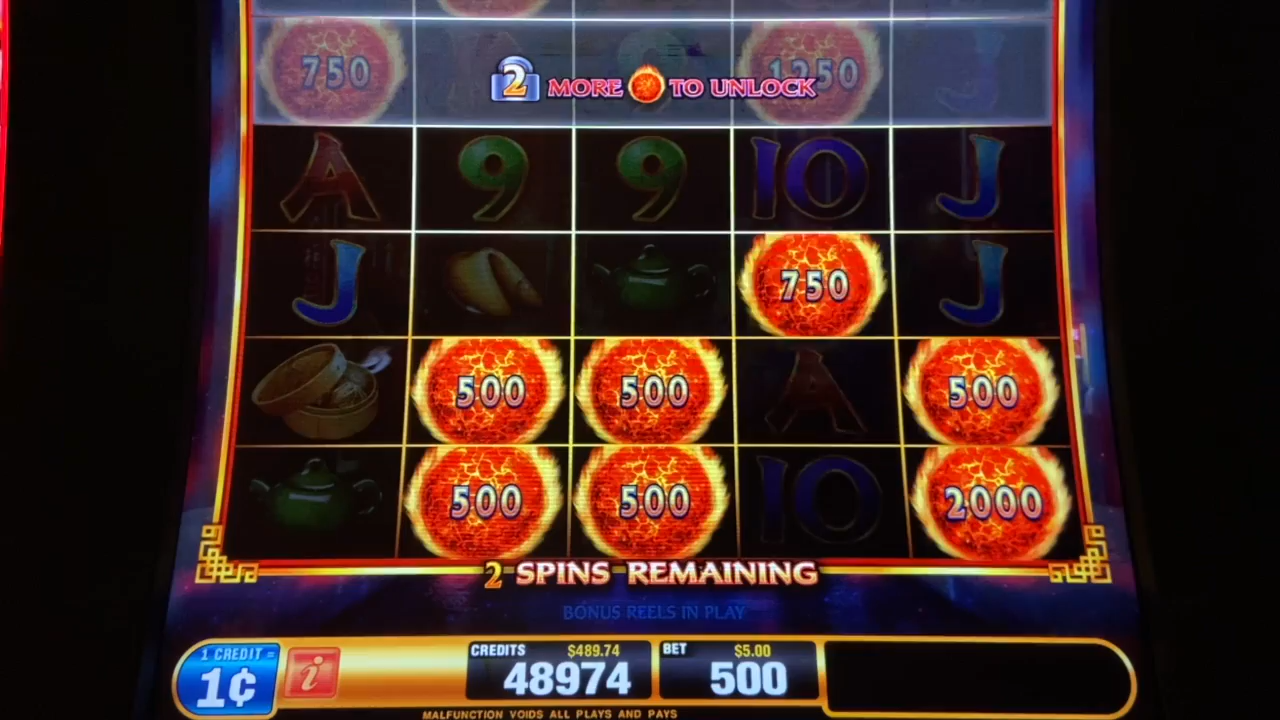 750 1250
2 MORE TO UNLOCK
A 9 9 10 J
J 750 J
500 500 A 500
500 500 10 2000
2 SPINS REMAINING
BONUS REELS IN PLAY
1 CREDIT =
1¢
i
CREDITS $489.74
48974
BET $5.00
500
MALFUNCTION VOIDS ALL PLAYS AND PAYS